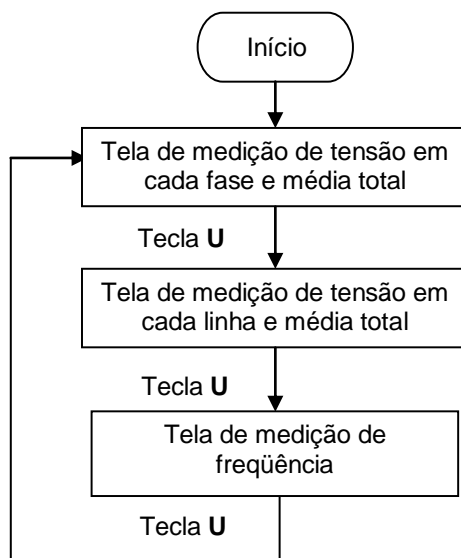 Início
Tela de medição de tensão em
cada fase e média total
Tecla U
Tela de medição de tensão em
cada linha e média total
Tecla U
Tela de medição de
freqüência
Tecla U